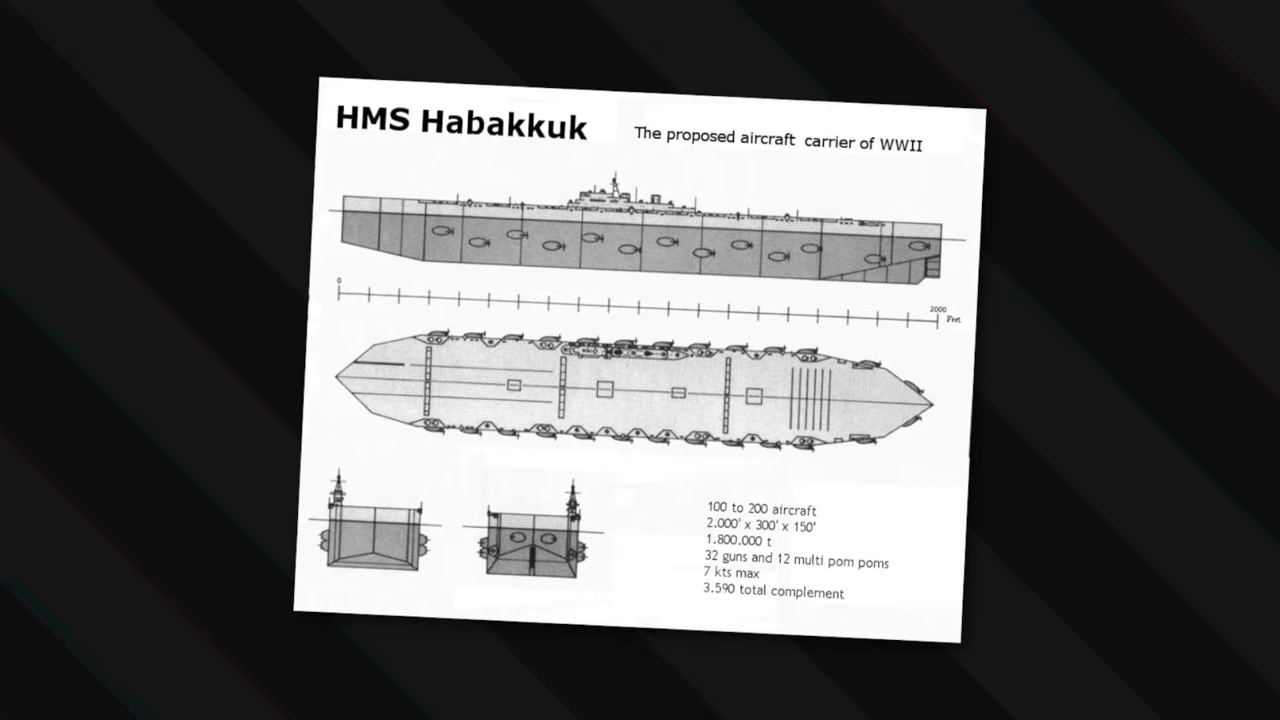 HMS Habakkuk
The proposed aircraft carrier of WWII
0
2000
Feet
100 to 200 aircraft
2.000' x 300' x 150'
1.800.000 t
32 guns and 12 multi pom poms
7 kts max
3.590 total complement